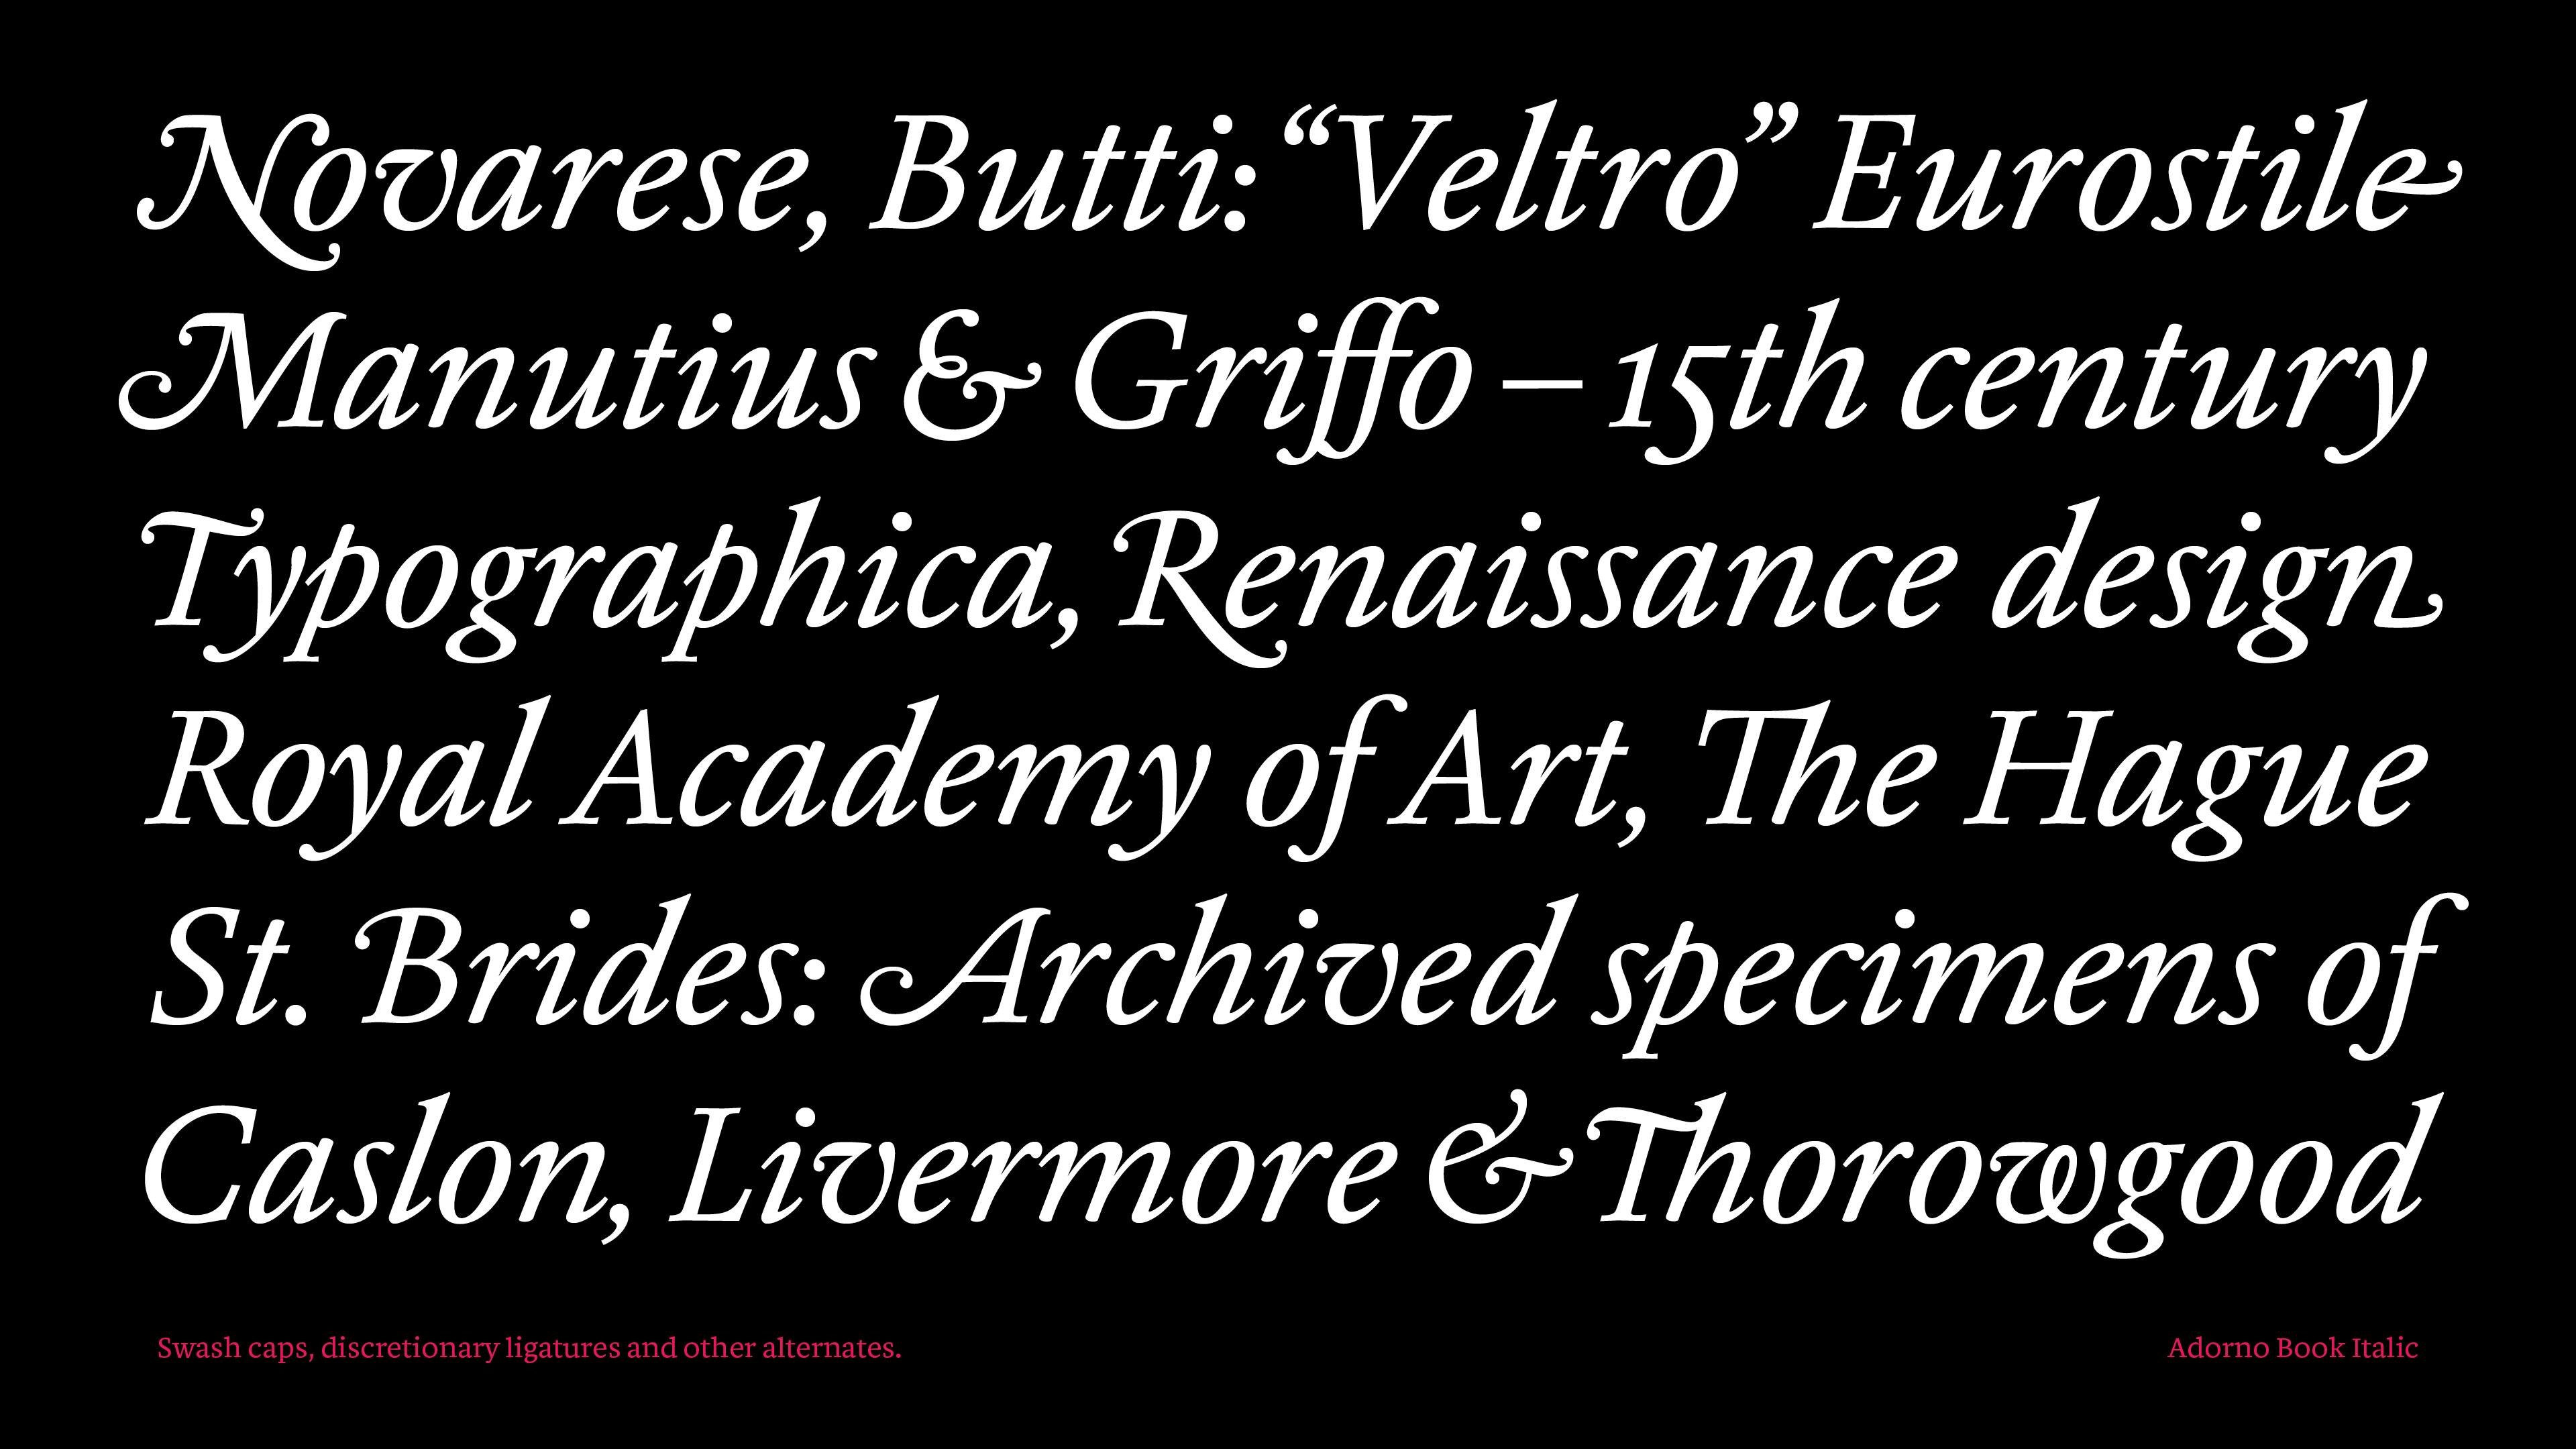 Novarese, Butti: “Veltro” Eurostile
Manutius & Griffo – 15th century
Typographica, Renaissance design
Royal Academy of Art, The Hague
St. Brides: Archived specimens of
Caslon, Livermore & Thorowgood
Swash caps, discretionary ligatures and other alternates.
Adorno Book Italic